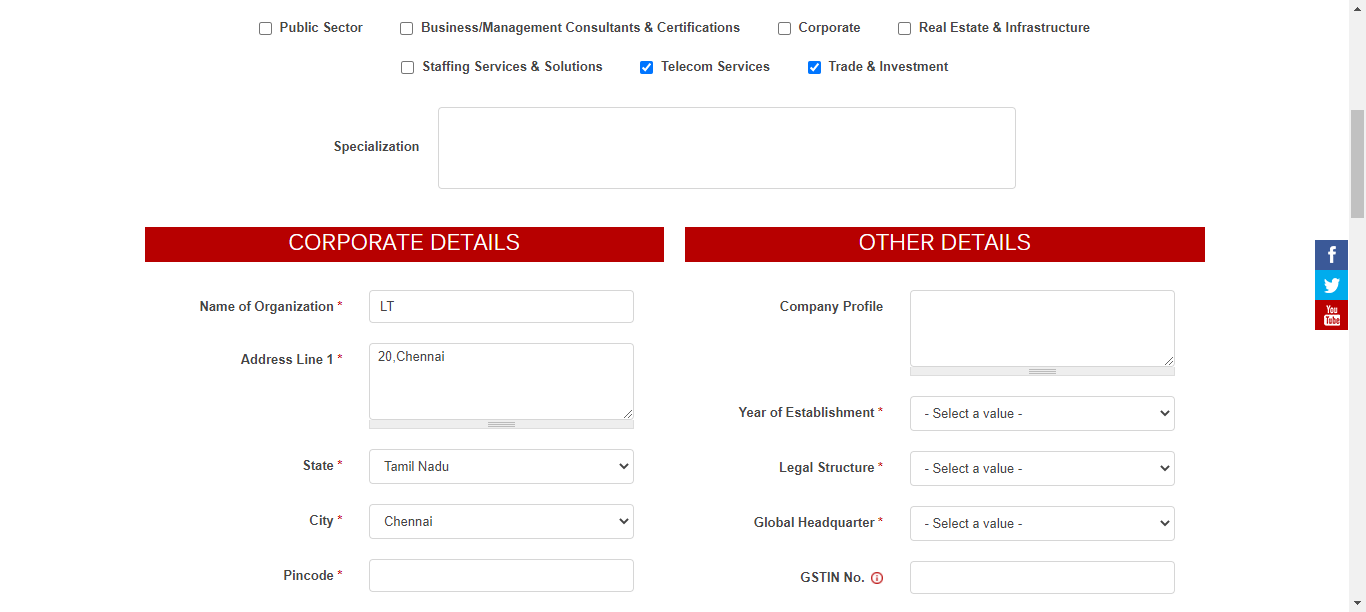 Public Sector Business/Management Consultants & Certifications Corporate Real Estate & Infrastructure
Staffing Services & Solutions Telecom Services Trade & Investment
Specialization
CORPORATE DETAILS
Name of Organization * LT
Address Line 1 * 20,Chennai
State * Tamil Nadu
City * Chennai
Pincode *
OTHER DETAILS
Company Profile
Year of Establishment * - Select a value -
Legal Structure * - Select a value -
Global Headquarter * - Select a value -
GSTIN No.
You
Tube